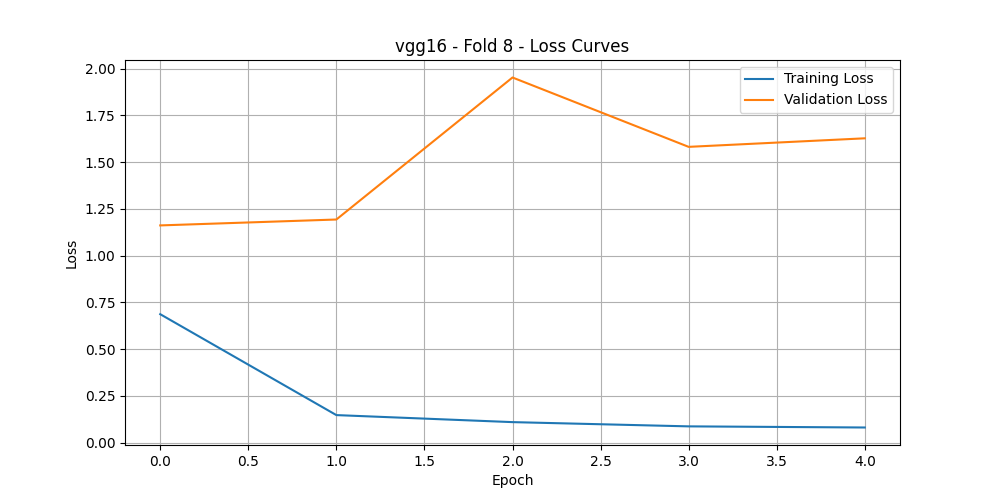 vgg16 - Fold 8 - Loss Curves
Training Loss
Validation Loss
Loss
2.00
1.75
1.50
1.25
1.00
0.75
0.50
0.25
0.00
0.0 0.5 1.0 1.5 2.0 2.5 3.0 3.5 4.0
Epoch